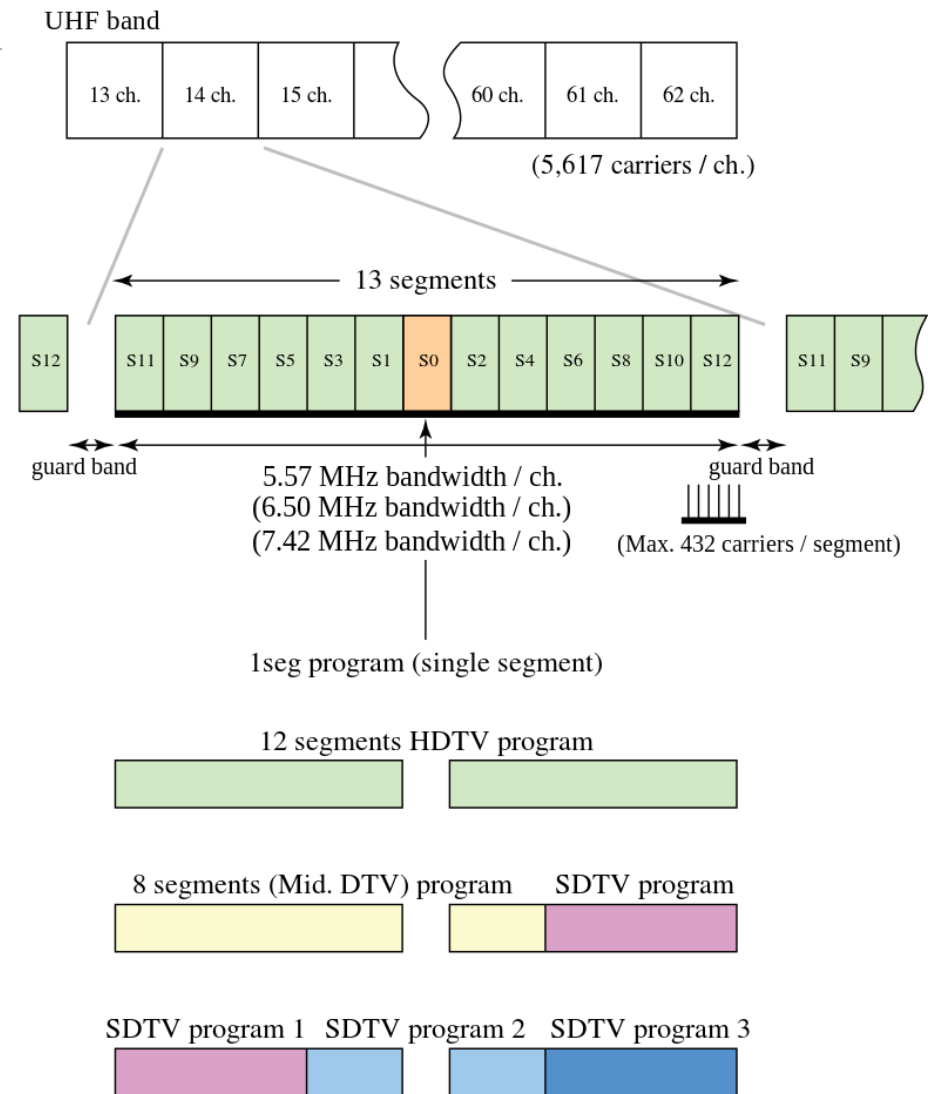 UHF band
13 ch. 14 ch. 15 ch. 60 ch. 61 ch. 62 ch.
(5,617 carriers / ch.)
13 segments
S12 S11 S9 S7 S5 S3 S1 S0 S2 S4 S6 S8 S10 S12 S11 S9
guard band guard band
5.57 MHz bandwidth / ch.
(6.50 MHz bandwidth / ch.)
(7.42 MHz bandwidth / ch.) (Max. 432 carriers / segment)
1seg program (single segment)
12 segments HDTV program
8 segments (Mid. DTV) program SDTV program
SDTV program 1 SDTV program 2 SDTV program 3